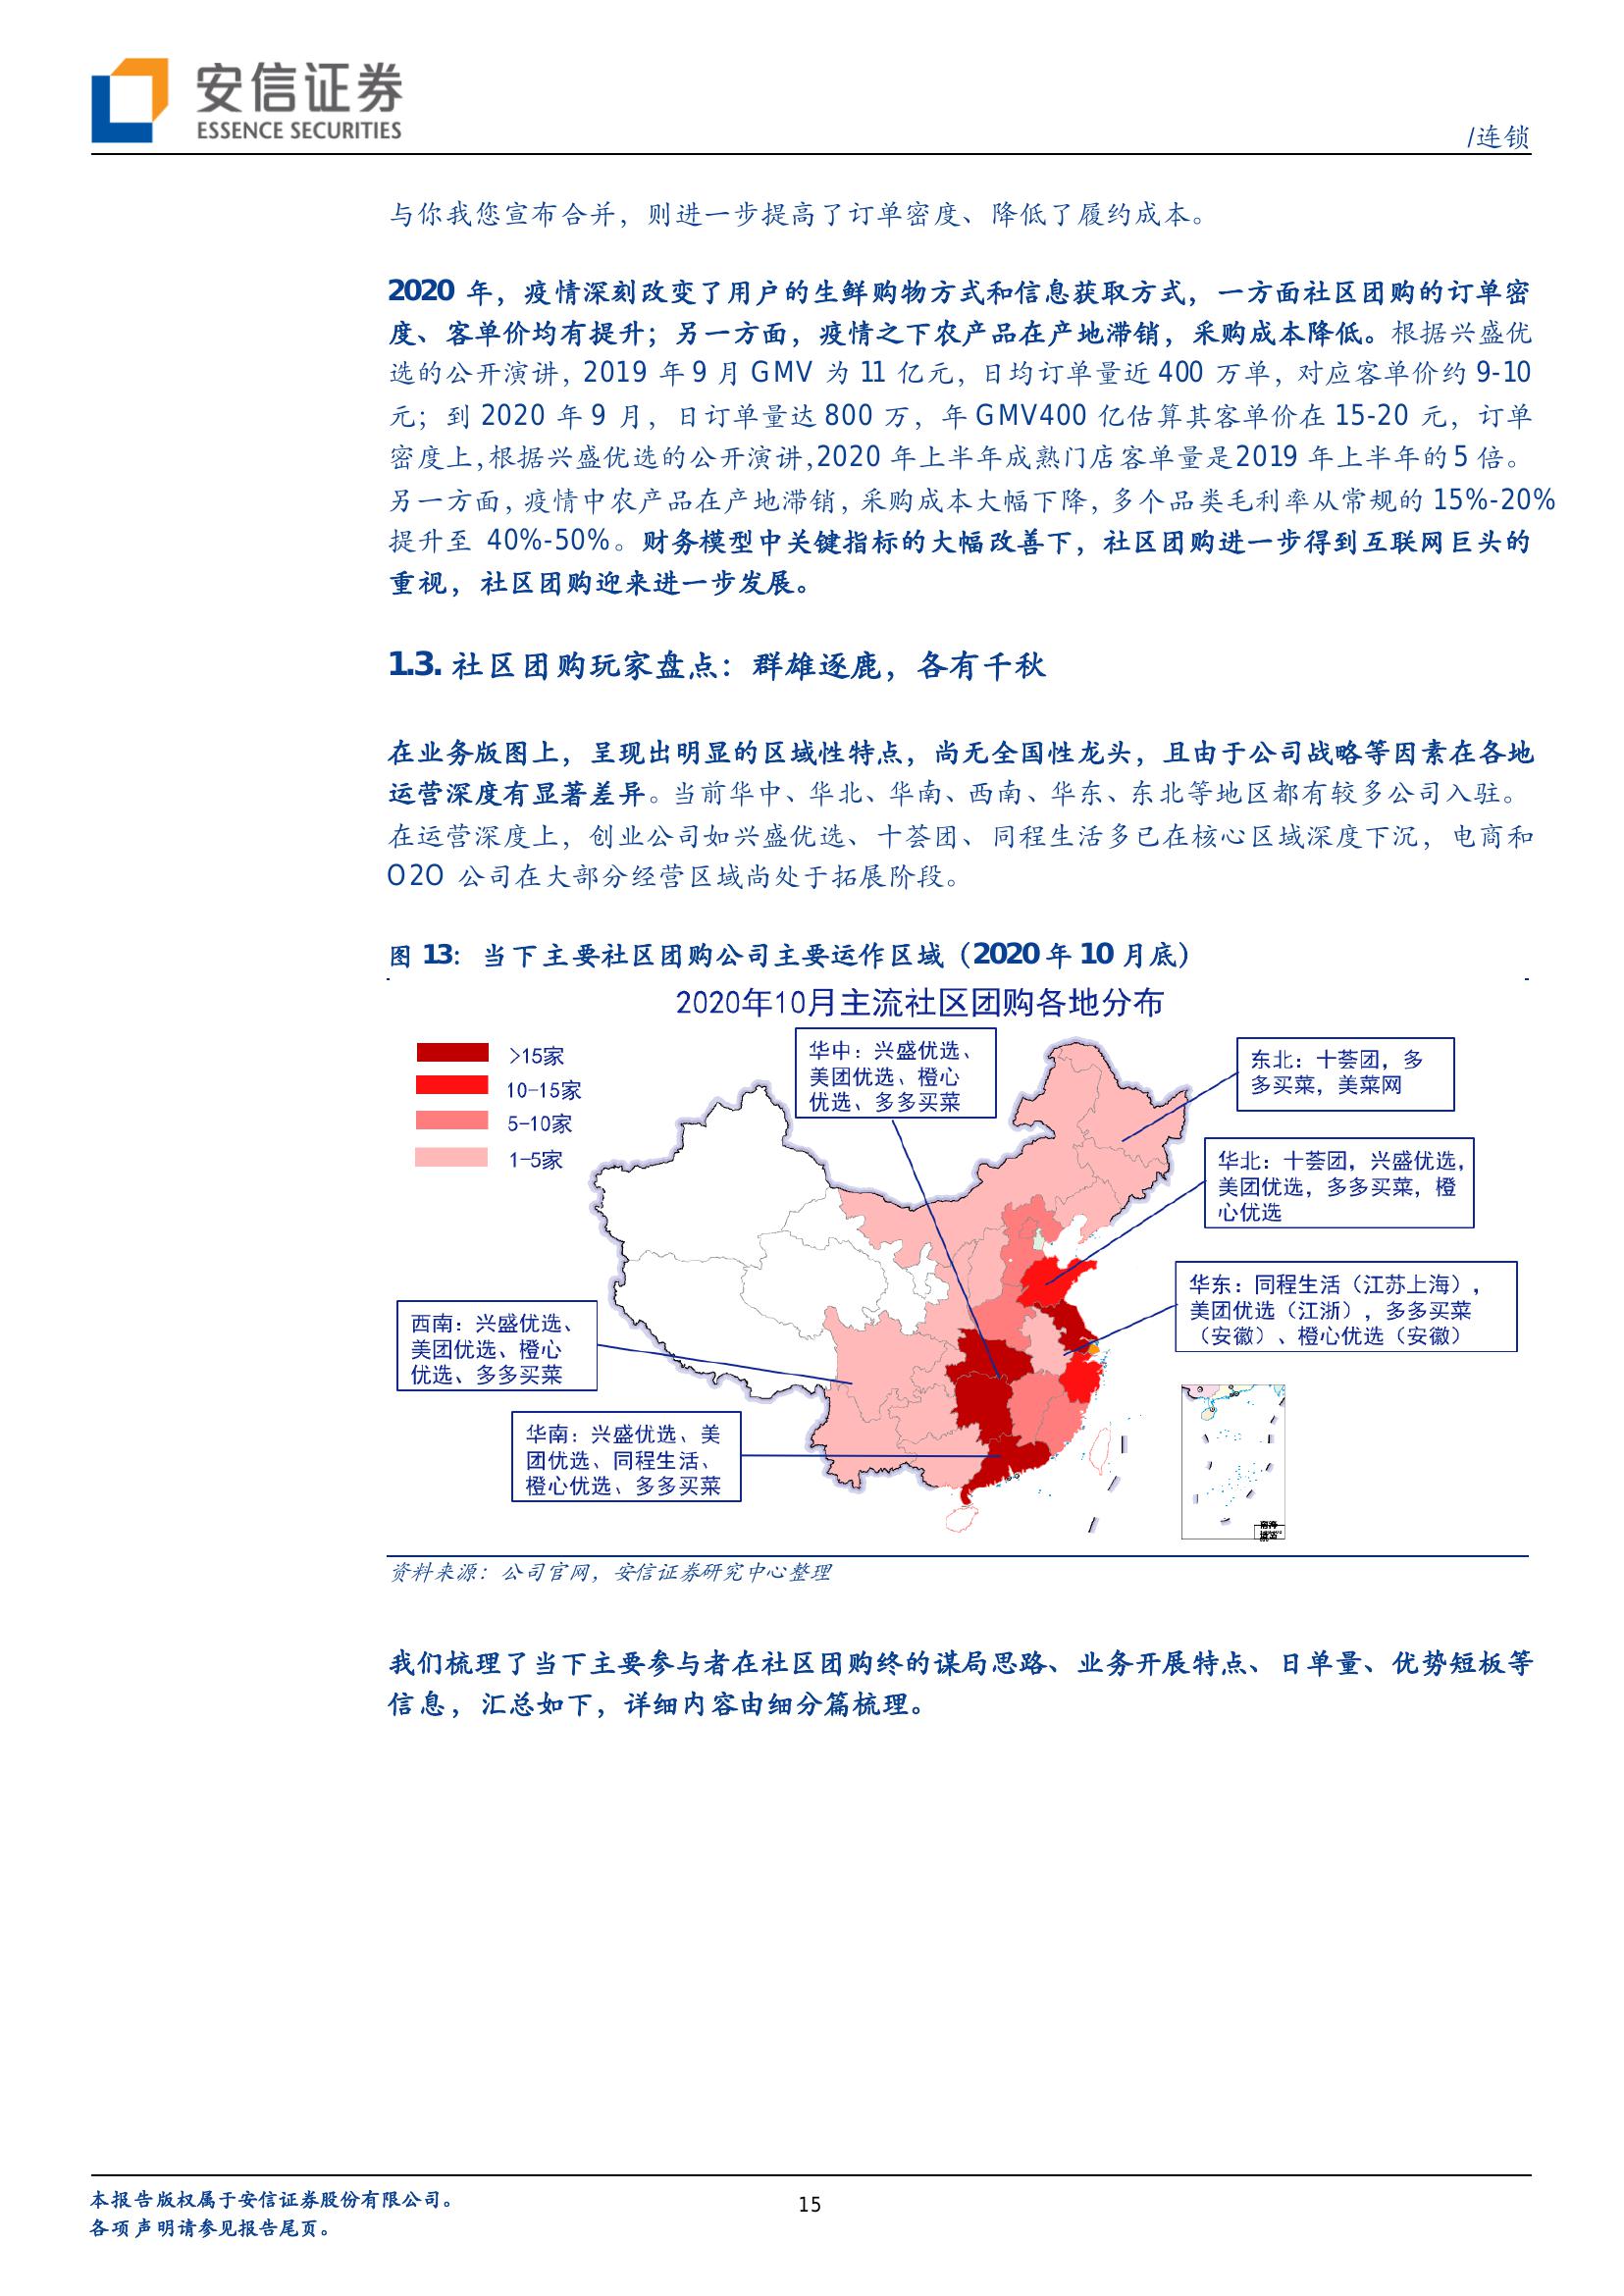 安信证券
ESSENCE SECURITIES
/连锁
与你我您宣布合并，则进一步提高了订单密度、降低了履约成本。
2020 年，疫情深刻改变了用户的生鲜购物方式和信息获取方式，一方面社区团购的订单密
度、客单价均有提升；另一方面，疫情之下农产品在产地滞销，采购成本降低。根据兴盛优
选的公开演讲，2019 年 9 月 GMV 为 11 亿元，日均订单量近 400 万单，对应客单价约 9-10
元；到 2020 年 9 月，日订单量达 800 万，年 GMV400 亿估算其客单价在 15-20 元，订单
密度上，根据兴盛优选的公开演讲，2020 年上半年成熟门店客单量是 2019 年上半年的 5 倍。
另一方面，疫情中农产品在产地滞销，采购成本大幅下降，多个品类毛利率从常规的 15%-20%
提升至 40%-50%。财务模型中关键指标的大幅改善下，社区团购进一步得到互联网巨头的
重视，社区团购迎来进一步发展。
1.3. 社区团购玩家盘点：群雄逐鹿，各有千秋
在业务版图上，呈现出明显的区域性特点，尚无全国性龙头，且由于公司战略等因素在各地
运营深度有显著差异。当前华中、华北、华南、西南、华东、东北等地区都有较多公司入驻。
在运营深度上，创业公司如兴盛优选、十荟团、同程生活多已在核心区域深度下沉，电商和
O2O 公司在大部分经营区域尚处于拓展阶段。
图 13：当下主要社区团购公司主要运作区域（2020 年 10 月底）
2020年10月主流社区团购各地分布
>15家
10-15家
5-10家
1-5家
华中：兴盛优选、
美团优选、橙心
优选、多多买菜
东北：十荟团，多
多买菜，美菜网
华北：十荟团，兴盛优选，
美团优选，多多买菜，橙
心优选
华东：同程生活（江苏上海），
美团优选（江浙），多多买菜
（安徽）、橙心优选（安徽）
西南：兴盛优选、
美团优选、橙心
优选、多多买菜
华南：兴盛优选、美
团优选、同程生活、
橙心优选、多多买菜
资料来源：公司官网，安信证券研究中心整理
我们梳理了当下主要参与者在社区团购终的谋局思路、业务开展特点、日单量、优势短板等
信息，汇总如下，详细内容由细分篇梳理。
本报告版权属于安信证券股份有限公司。
各项声明请参见报告尾页。
15